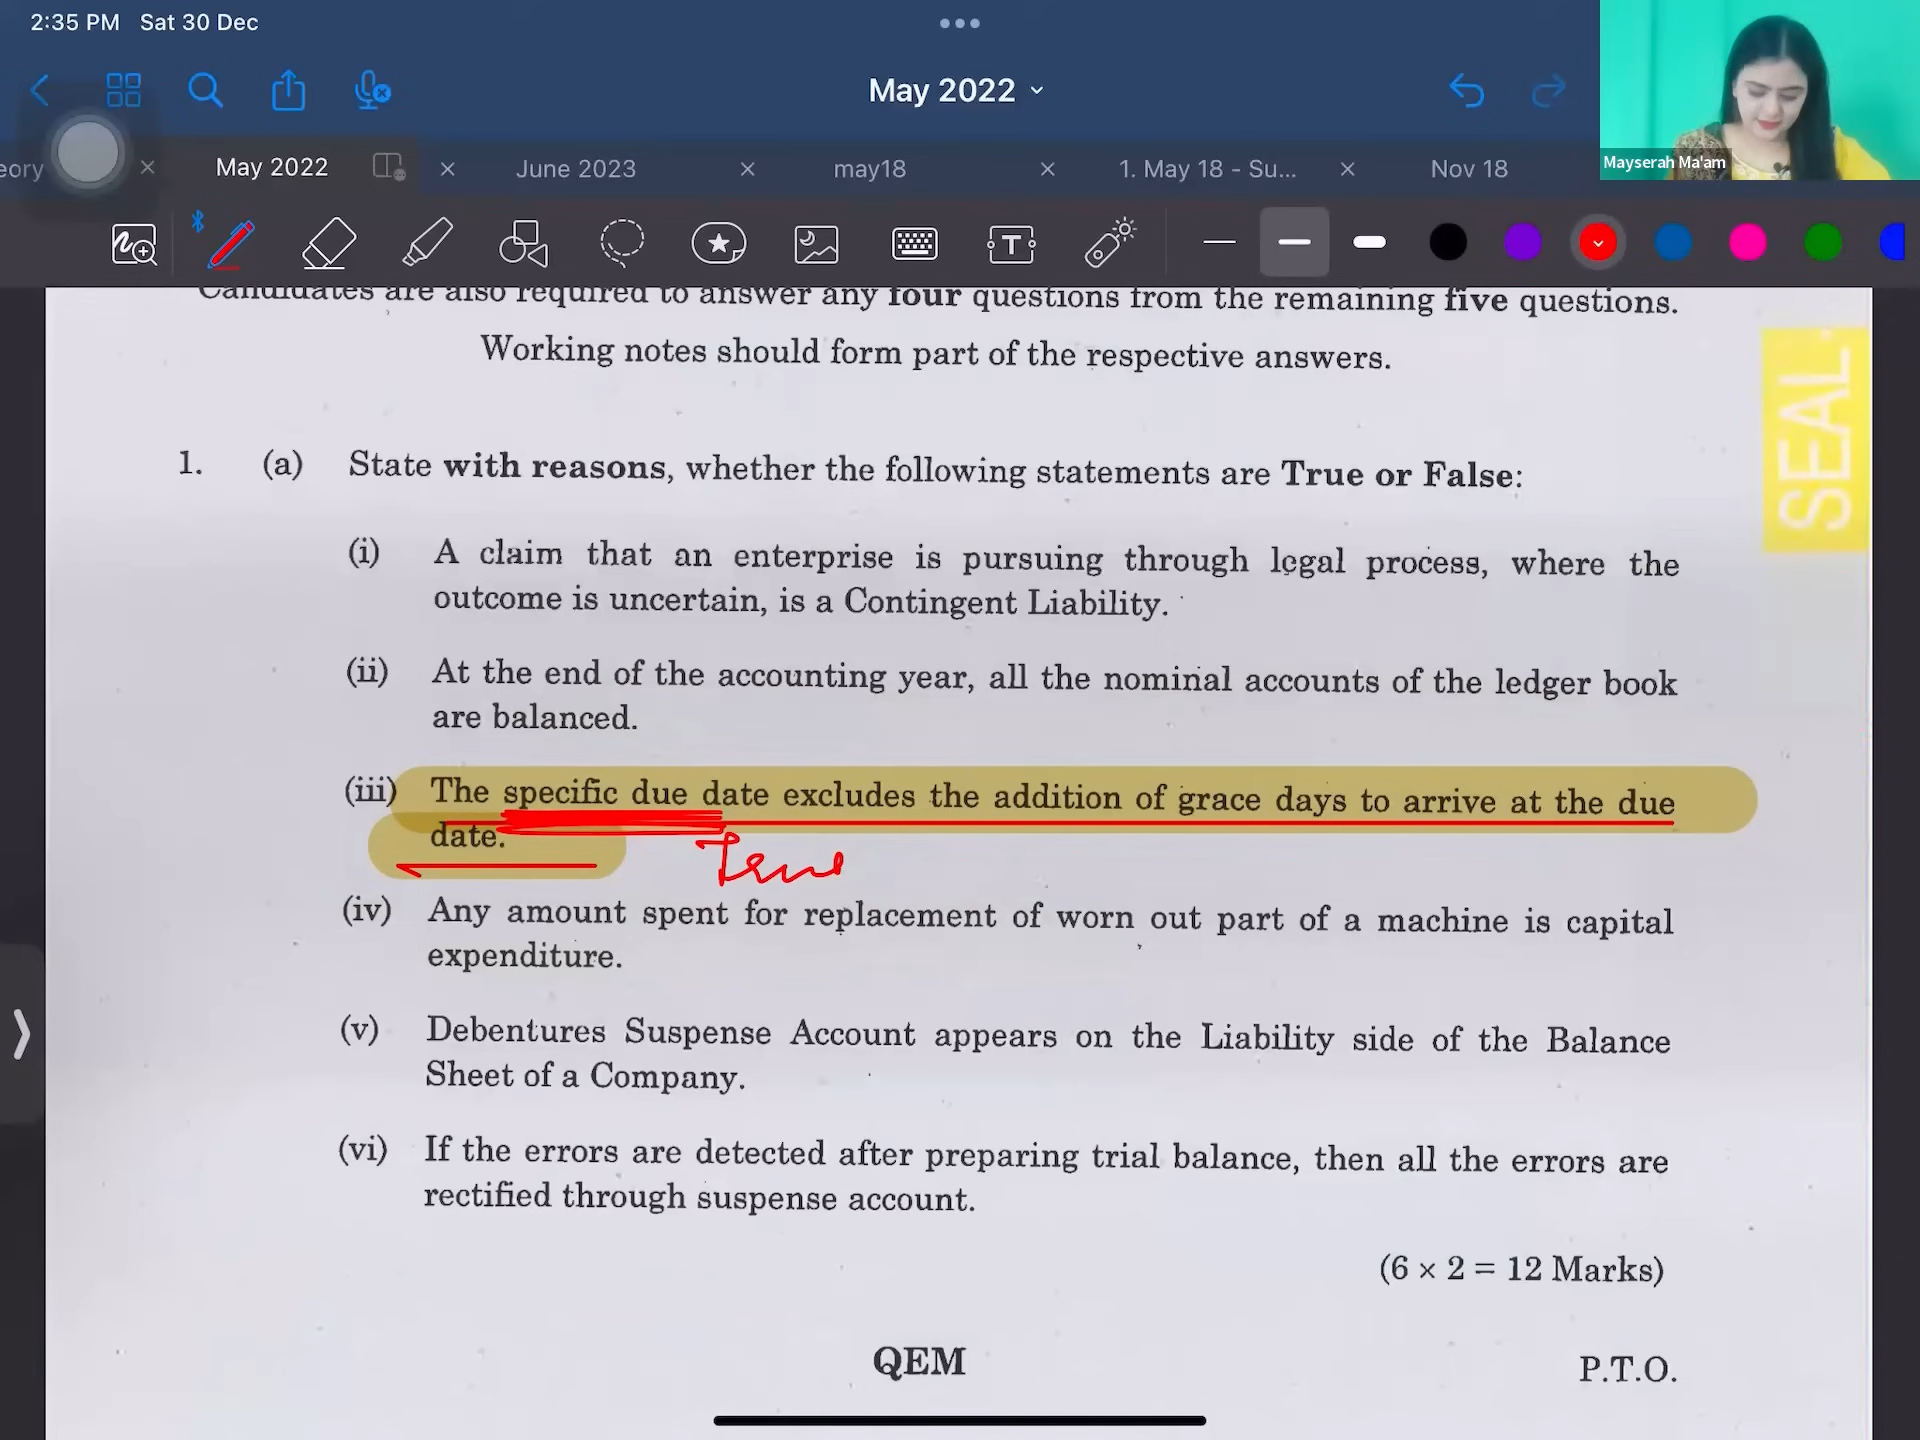 2:35 PM Sat 30 Dec
May 2022
Mayserah Ma'am
eory
May 2022
June 2023
may18
1. May 18 - Su...
Nov 18
T
Candidates are also required to answer any four questions from the remaining five questions.
Working notes should form part of the respective answers.
SEAL
1. (a) State with reasons, whether the following statements are True or False:
(i) A claim that an enterprise is pursuing through legal process, where the
outcome is uncertain, is a Contingent Liability.
(ii) At the end of the accounting year, all the nominal accounts of the ledger book
are balanced.
(iii) The specific due date excludes the addition of grace days to arrive at the due
date.
True
(iv) Any amount spent for replacement of worn out part of a machine is capital
expenditure.
(v) Debentures Suspense Account appears on the Liability side of the Balance
Sheet of a Company.
(vi) If the errors are detected after preparing trial balance, then all the errors are
rectified through suspense account.
(6 × 2 = 12 Marks)
QEM
P.T.O.